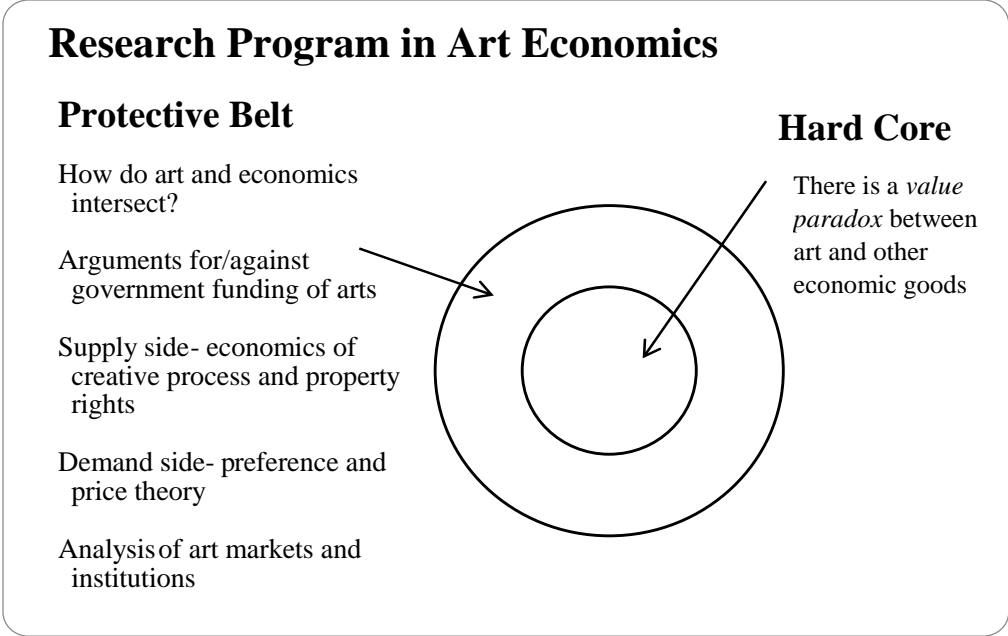 Research Program in Art Economics
Protective Belt
How do art and economics
intersect?
Arguments for/against
government funding of arts
Supply side- economics of
creative process and property
rights
Demand side- preference and
price theory
Analysis of art markets and
institutions
Hard Core
There is a value
paradox between
art and other
economic goods